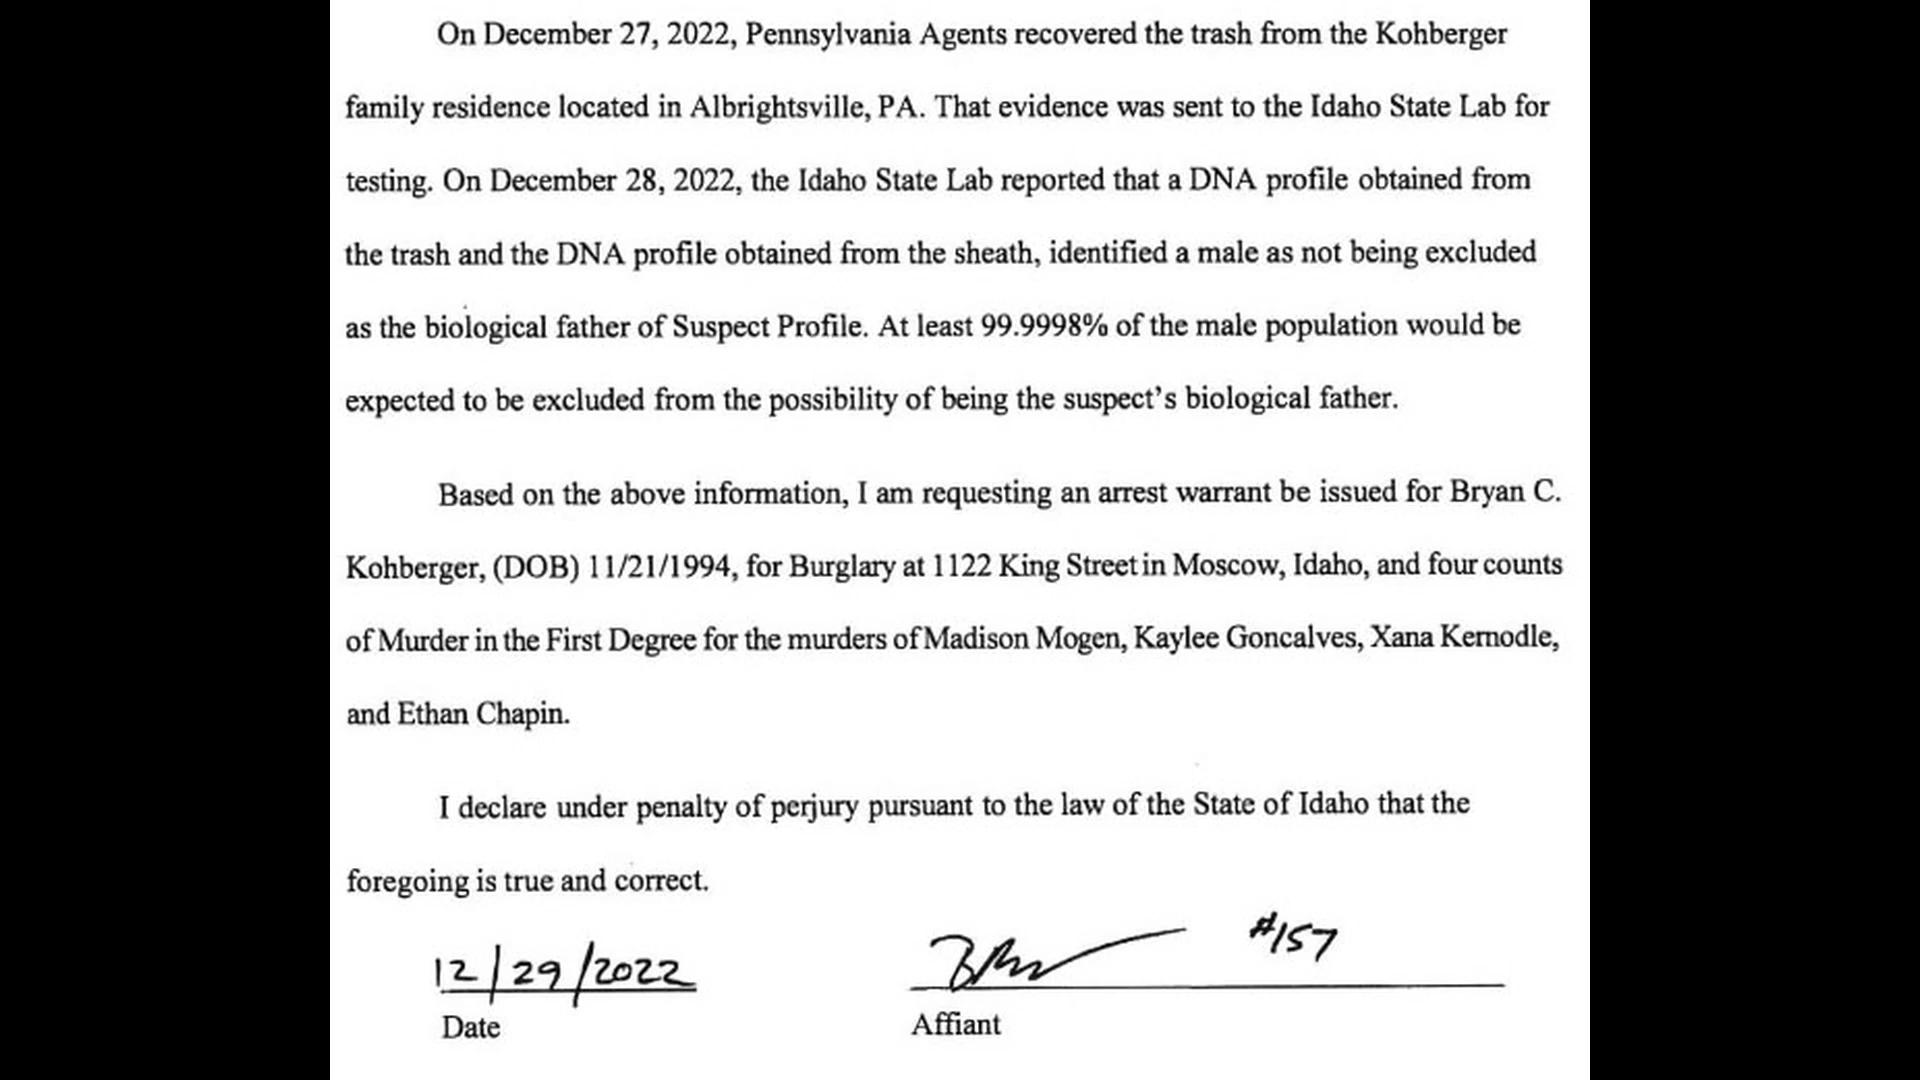 On December 27, 2022, Pennsylvania Agents recovered the trash from the Kohberger
family residence located in Albrightsville, PA. That evidence was sent to the Idaho State Lab for
testing. On December 28, 2022, the Idaho State Lab reported that a DNA profile obtained from
the trash and the DNA profile obtained from the sheath, identified a male as not being excluded
as the biological father of Suspect Profile. At least 99.9998% of the male population would be
expected to be excluded from the possibility of being the suspect's biological father.
Based on the above information, I am requesting an arrest warrant be issued for Bryan C.
Kohberger, (DOB) 11/21/1994, for Burglary at 1122 King Street in Moscow, Idaho, and four counts
of Murder in the First Degree for the murders of Madison Mogen, Kaylee Goncalves, Xana Kernodle,
and Ethan Chapin.
I declare under penalty of perjury pursuant to the law of the State of Idaho that the
foregoing is true and correct.
12/29/2022 #157
Date Affiant